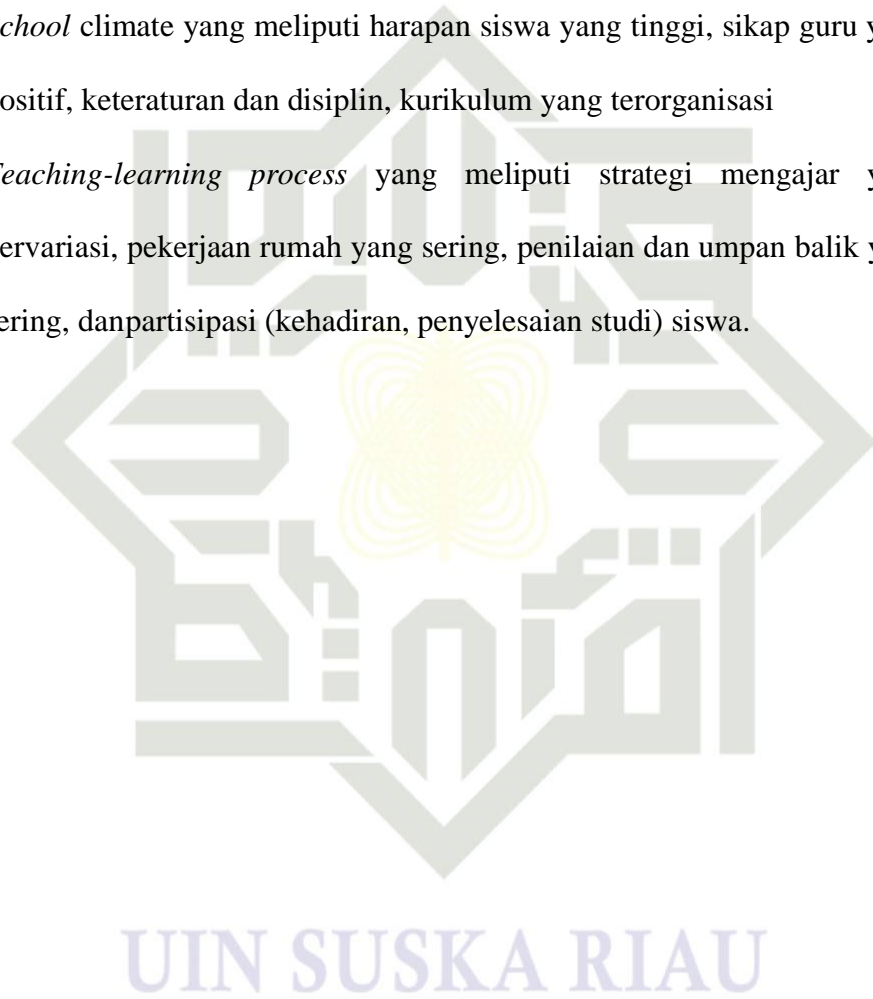 chool climate yang meliputi harapan siswa yang tinggi, sikap guru y
ositif, keteraturan dan disiplin, kurikulum yang terorganisasi
eaching-learning process yang meliputi strategi mengajar y
ervariasi, pekerjaan rumah yang sering, penilaian dan umpan balik y
ering, danpartisipasi (kehadiran, penyelesaian studi) siswa.
UIN SUSKA RIAU